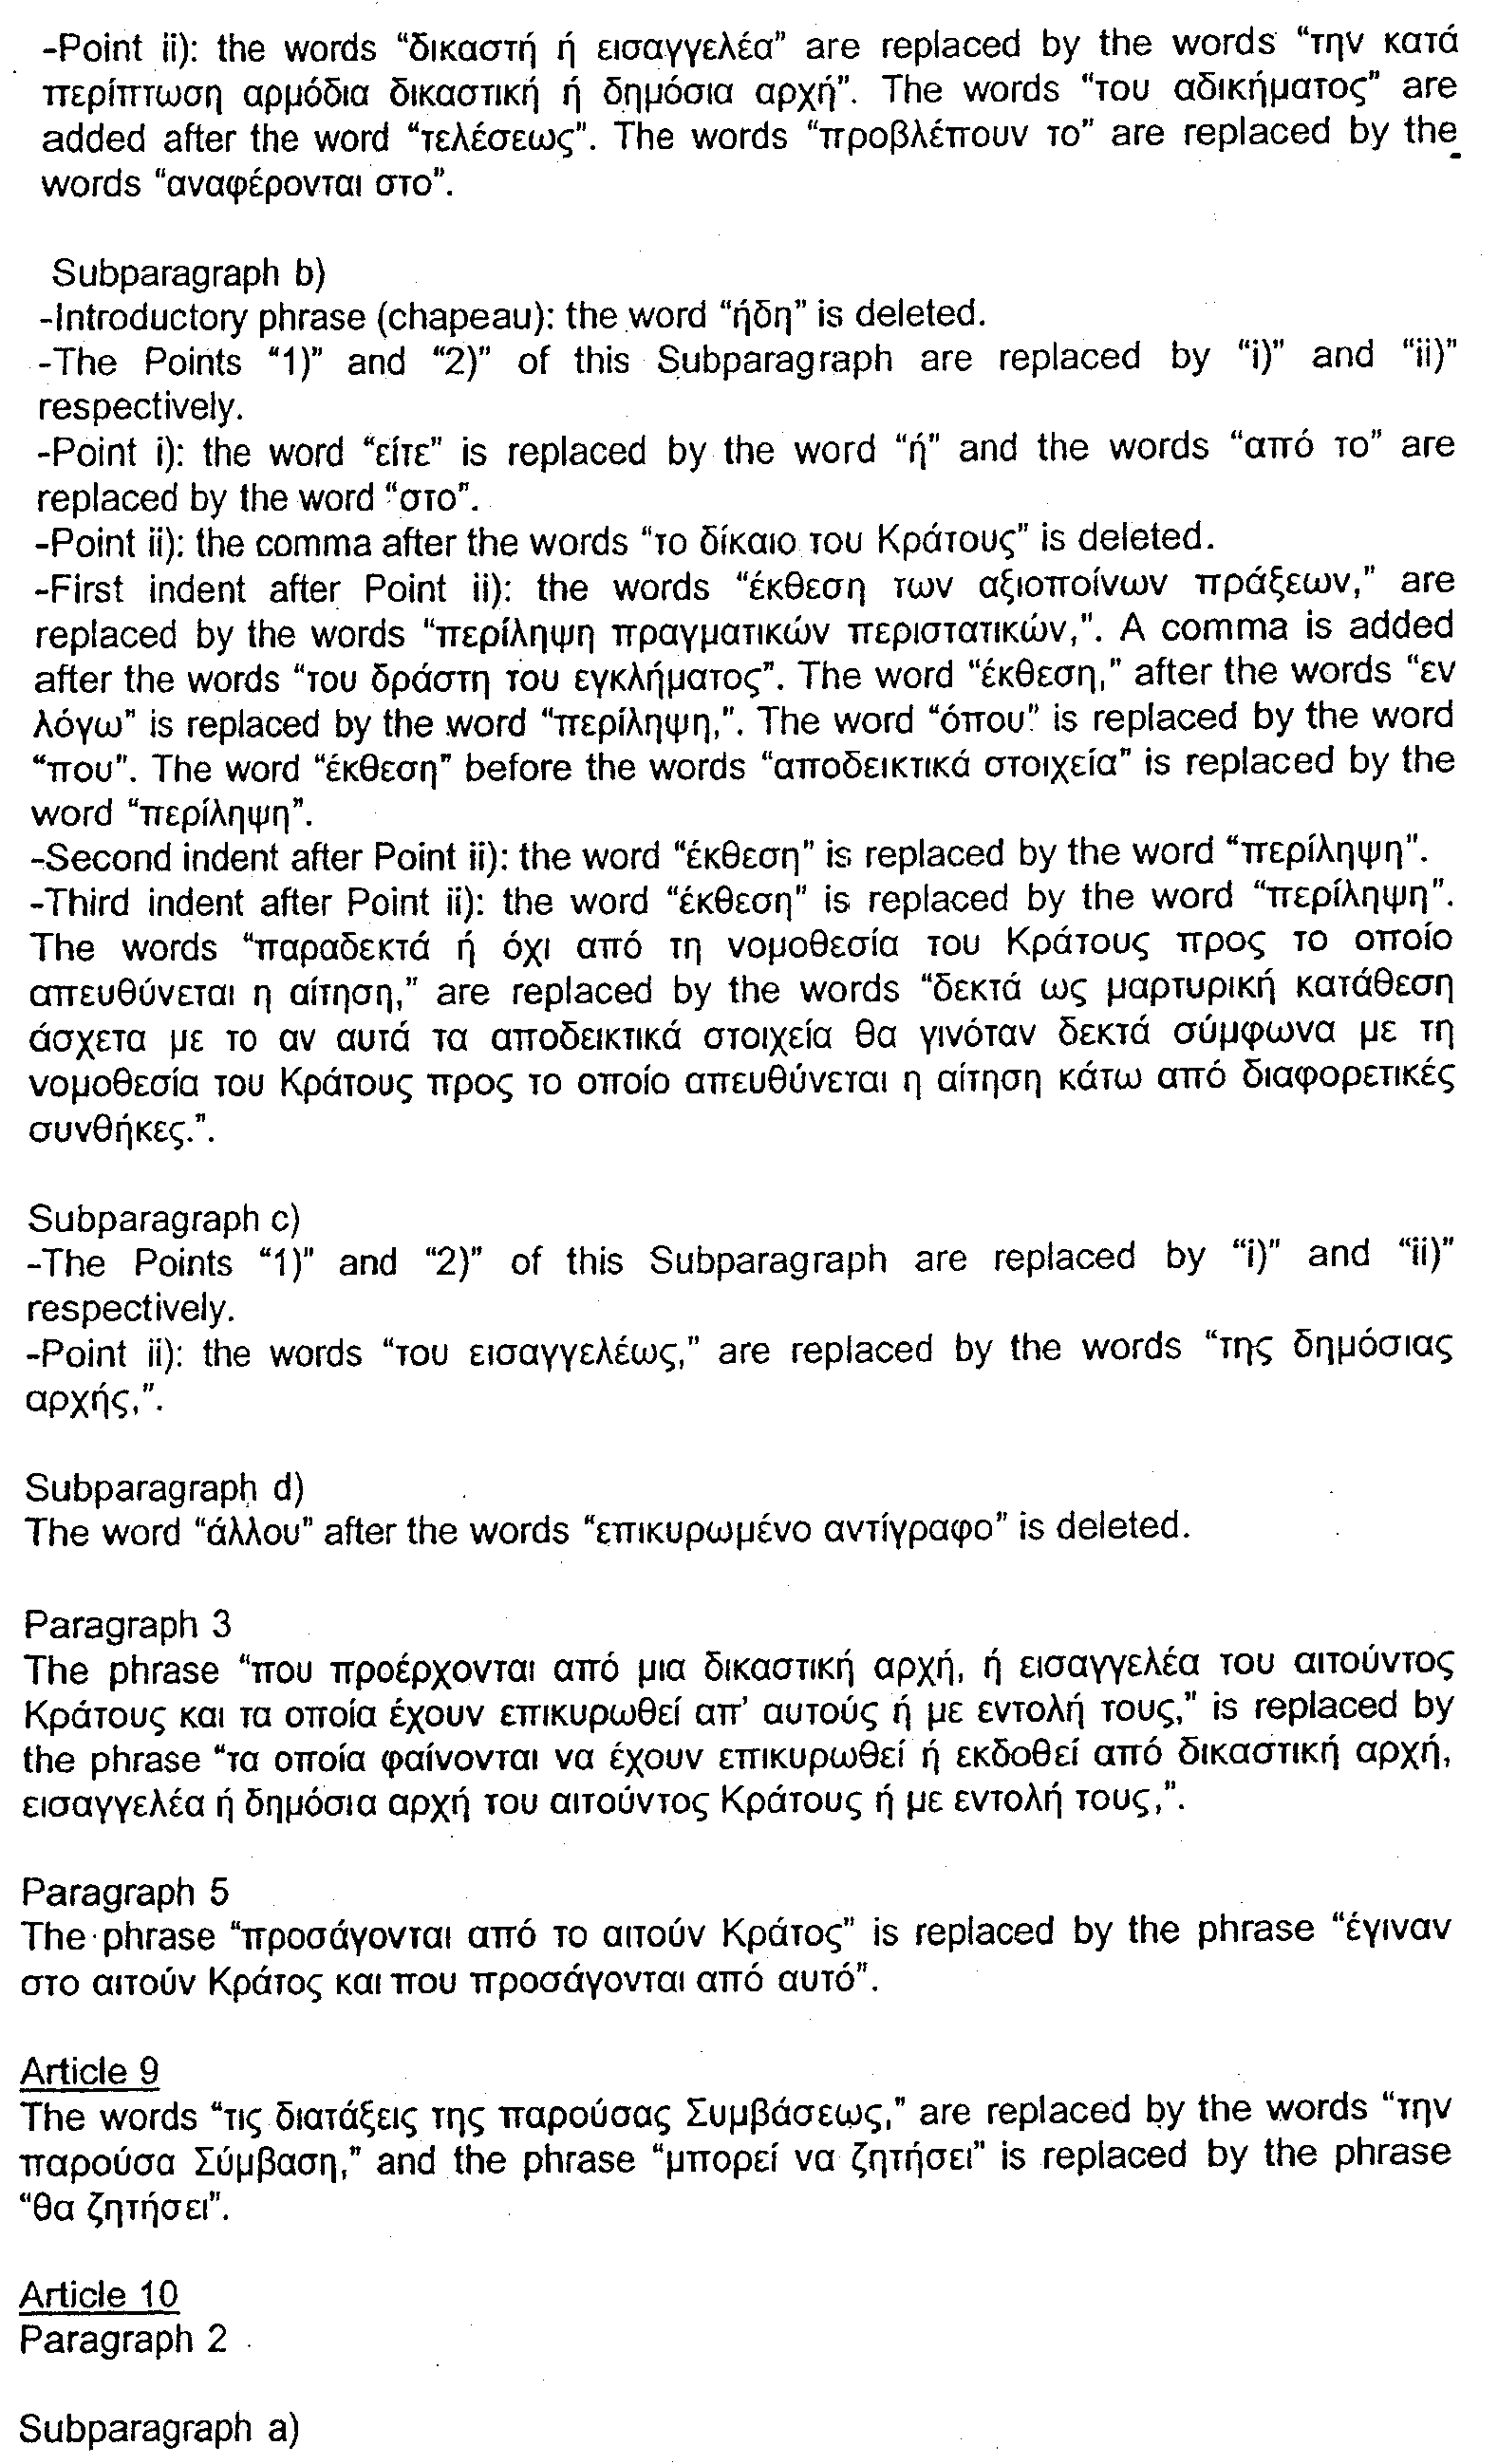 -Point ii): the words “δικαστή ή εισαγγελέα” are replaced by the words “την κατά
περίπτωση αρμόδια δικαστική ή δημόσια αρχή”. The words “του αδικήματος” are
added after the word “τελέσεως”. The words “προβλέπουν το” are replaced by the
words “αναφέρονται στο”.
Subparagraph b)
-Introductory phrase (chapeau): the word “ήδη” is deleted.
-The Points “1)” and “2)” of this Subparagraph are replaced by “i)” and “ii)”
respectively.
-Point i): the word “είτε” is replaced by the word “ή” and the words “από το” are
replaced by the word “στο”.
-Point ii): the comma after the words “το δίκαιο του Κράτους” is deleted.
-First indent after Point ii): the words “έκθεση των αξιοποίνων πράξεων,” are
replaced by the words “περίληψη πραγματικών περιστατικών,”. A comma is added
after the words “του δράστη του εγκλήματος”. The word “έκθεση,” after the words “εν
λόγω” is replaced by the word “περίληψη,”. The word “όπου” is replaced by the word
“που”. The word “έκθεση” before the words “αποδεικτικά στοιχεία” is replaced by the
word “περίληψη”.
-Second indent after Point ii): the word “έκθεση” is replaced by the word “περίληψη”.
-Third indent after Point ii): the word “έκθεση” is replaced by the word “περίληψη”.
The words “παραδεκτά ή όχι από τη νομοθεσία του Κράτους προς το οποίο
απευθύνεται η αίτηση,” are replaced by the words “δεκτά ως μαρτυρική κατάθεση
άσχετα με το αν αυτά τα αποδεικτικά στοιχεία θα γινόταν δεκτά σύμφωνα με τη
νομοθεσία του Κράτους προς το οποίο απευθύνεται η αίτηση κάτω από διαφορετικές
συνθήκες.”.
Subparagraph c)
-The Points “1)” and “2)” of this Subparagraph are replaced by “i)” and “ii)”
respectively.
-Point ii): the words “του εισαγγελέως,” are replaced by the words “της δημόσιας
αρχής,”.
Subparagraph d)
The word “άλλου” after the words “επικυρωμένο αντίγραφο” is deleted.
Paragraph 3
The phrase “που προέρχονται από μια δικαστική αρχή, ή εισαγγελέα του αιτούντος
Κράτους και τα οποία έχουν επικυρωθεί απ’ αυτούς ή με εντολή τους,” is replaced by
the phrase “τα οποία φαίνονται να έχουν επικυρωθεί ή εκδοθεί από δικαστική αρχή,
εισαγγελέα ή δημόσια αρχή του αιτούντος Κράτους ή με εντολή τους,”.
Paragraph 5
The phrase “προσάγονται από το αιτούν Κράτος” is replaced by the phrase “έγιναν
στο αιτούν Κράτος και που προσάγονται από αυτό”.
Article 9
The words “τις διατάξεις της παρούσας Συμβάσεως,” are replaced by the words “την
παρούσα Σύμβαση,” and the phrase “μπορεί να ζητήσει” is replaced by the phrase
“θα ζητήσει”.
Article 10
Paragraph 2
Subparagraph a)